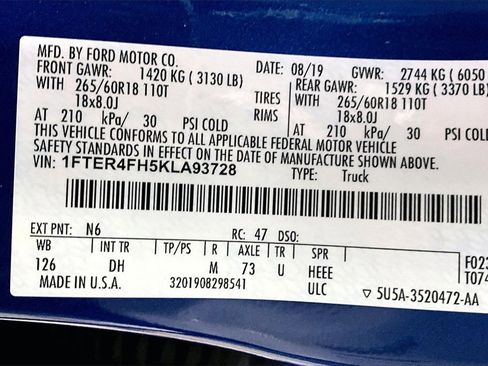 MFD. BY FORD MOTOR CO.
DATE: 08/19 GVWR: 2744 KG ( 6050
FRONT GAWR: 1420 KG ( 3130 LB) REAR GAWR: 1529 KG ( 3370 LB)
WITH 265/60R18 110T TIRES WITH 265/60R18 110T
18x8.0J RIMS 18x8.0J
AT 210 kPa/ 30 PSI COLD AT 210 kPa/ 30 PSI COLD
THIS VEHICLE CONFORMS TO ALL APPLICABLE FEDERAL MOTOR VEHICLE
SAFETY STANDARDS IN EFFECT ON THE DATE OF MANUFACTURE SHOWN ABOVE.
VIN: 1FTER4FH5KLA93728 TYPE: Truck
EXT PNT: N6 RC: 47 DSO:
WB INT TR TP/PS R AXLE TR SPR
126 DH M 73 U HEEE
ULC
F023
T074
MADE IN U.S.A. 3201908298541 ▽ 5U5A-3520472-AA